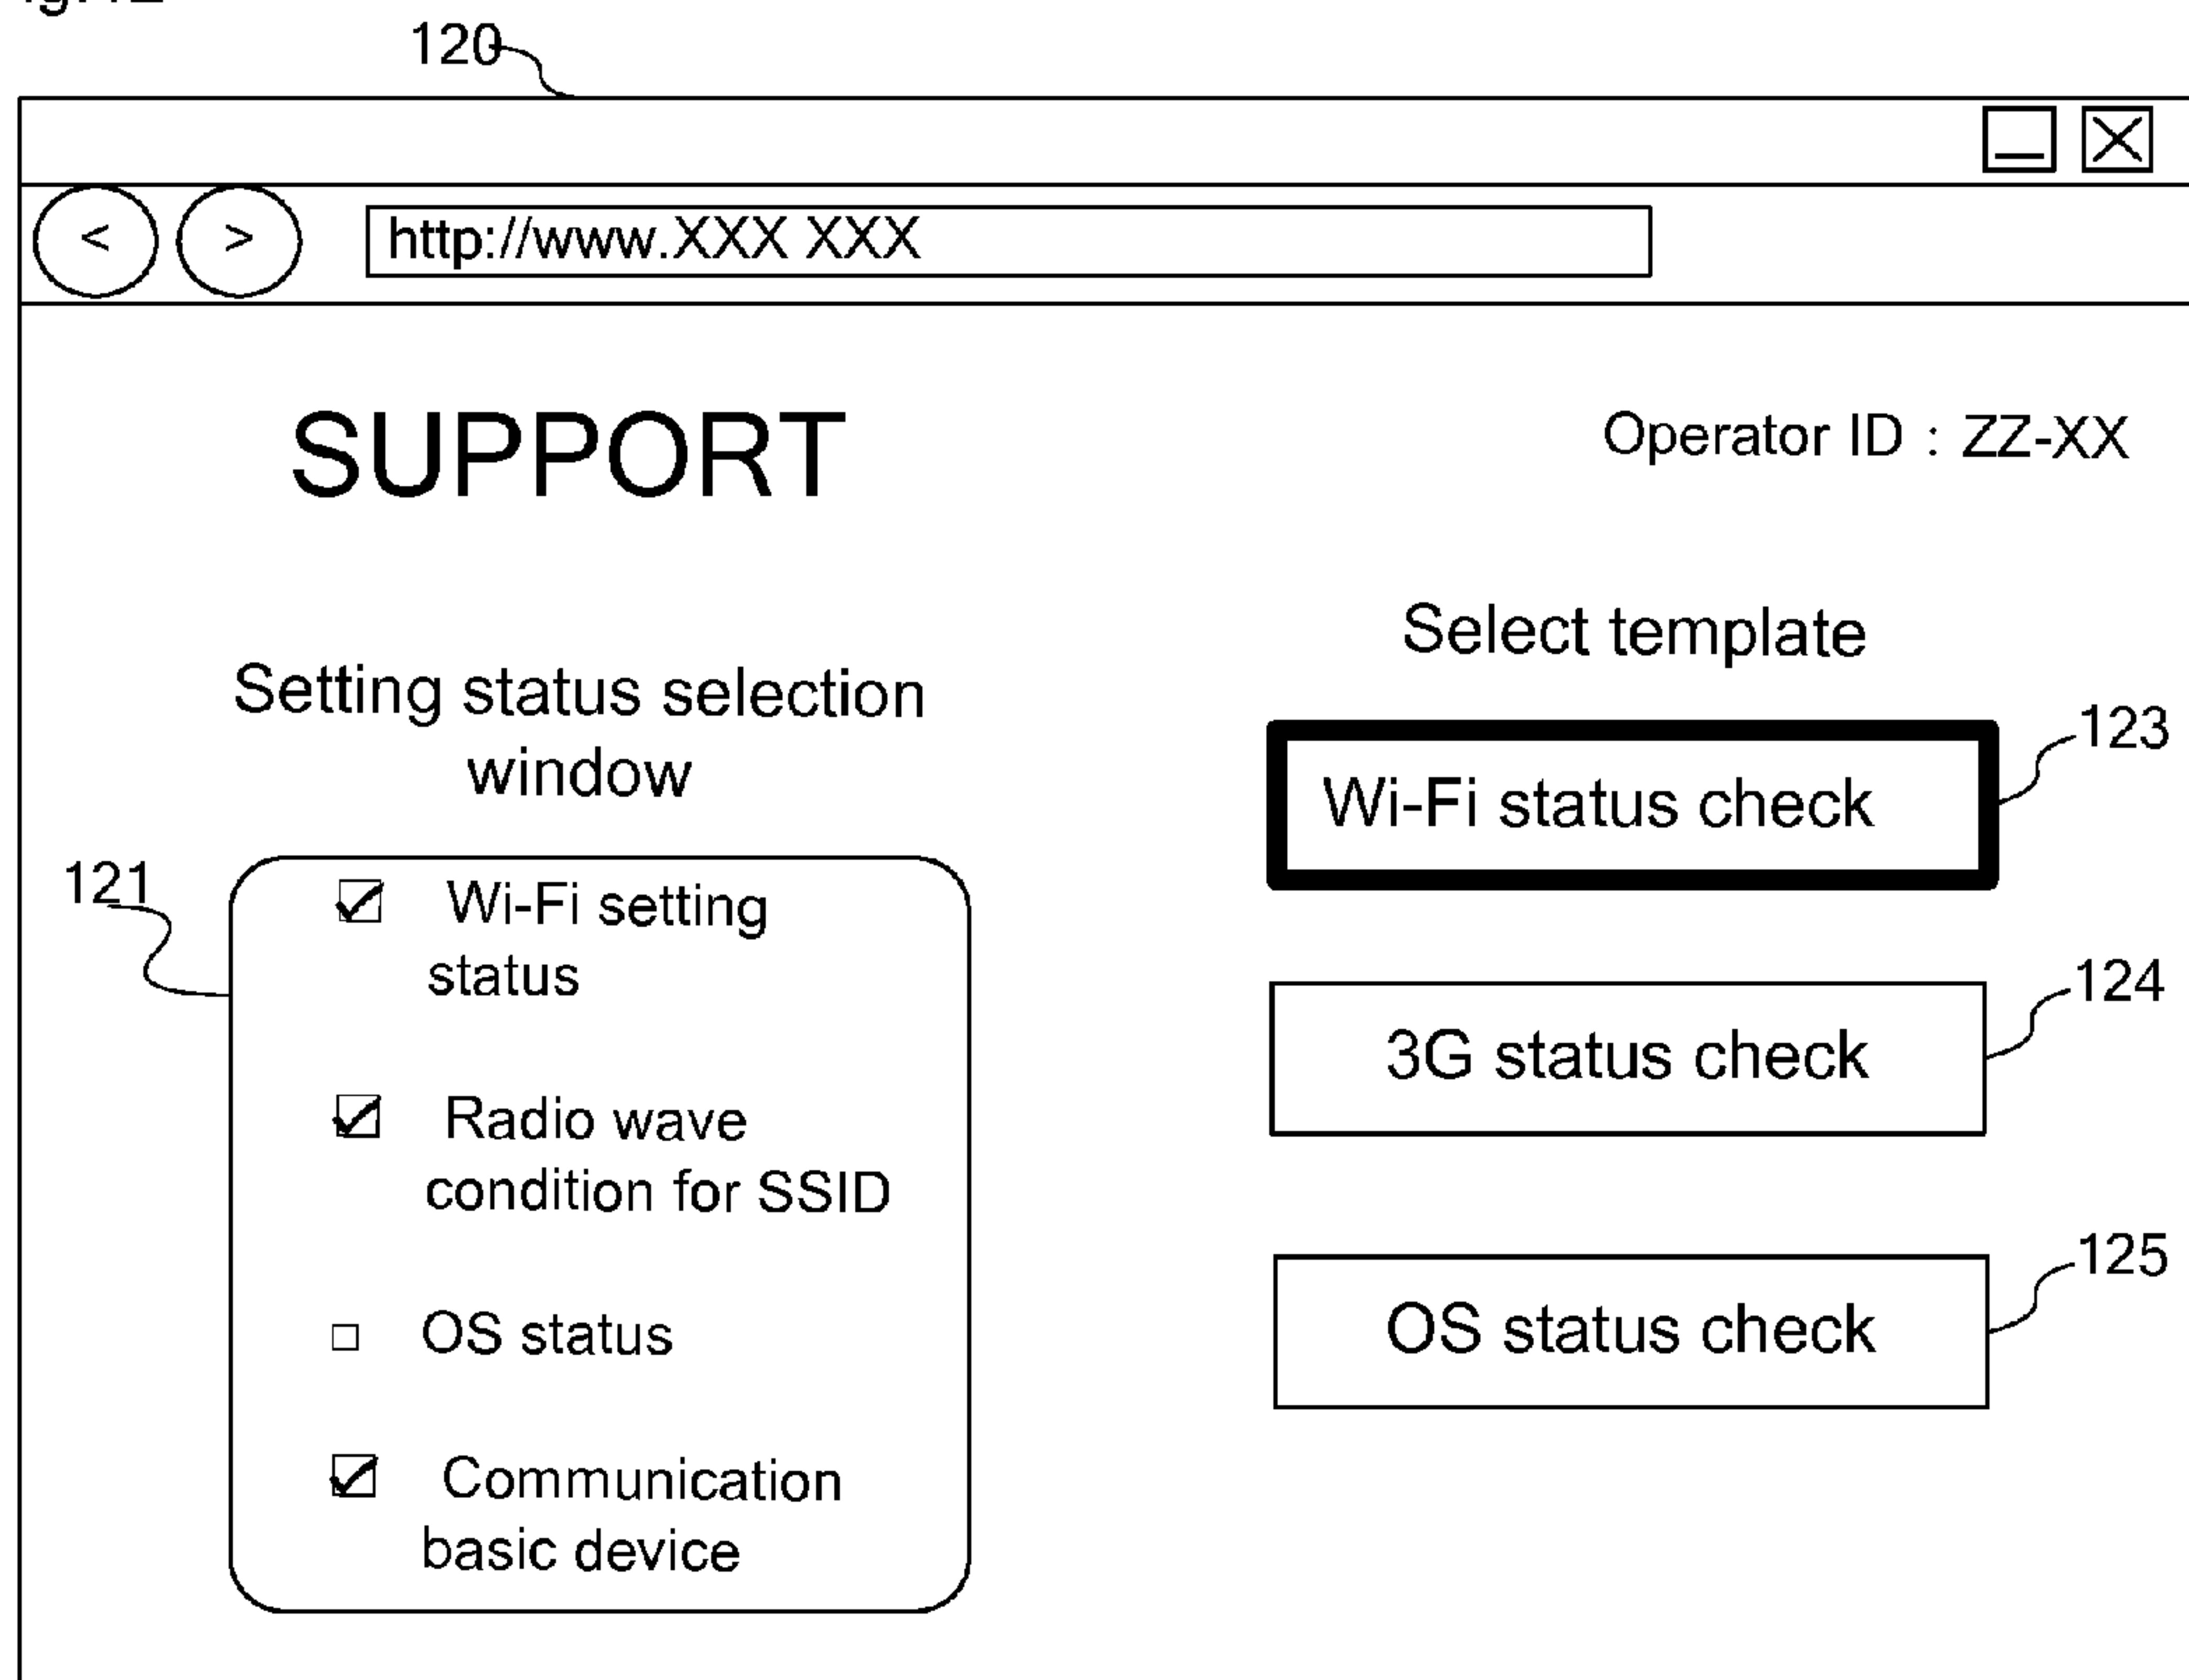 120
< > http://www.XXX XXX
SUPPORT
Operator ID : ZZ-XX
Setting status selection
window
121
Wi-Fi setting
status
Radio wave
condition for SSID
OS status
Communication
basic device
Select template
Wi-Fi status check
123
3G status check
124
OS status check
125